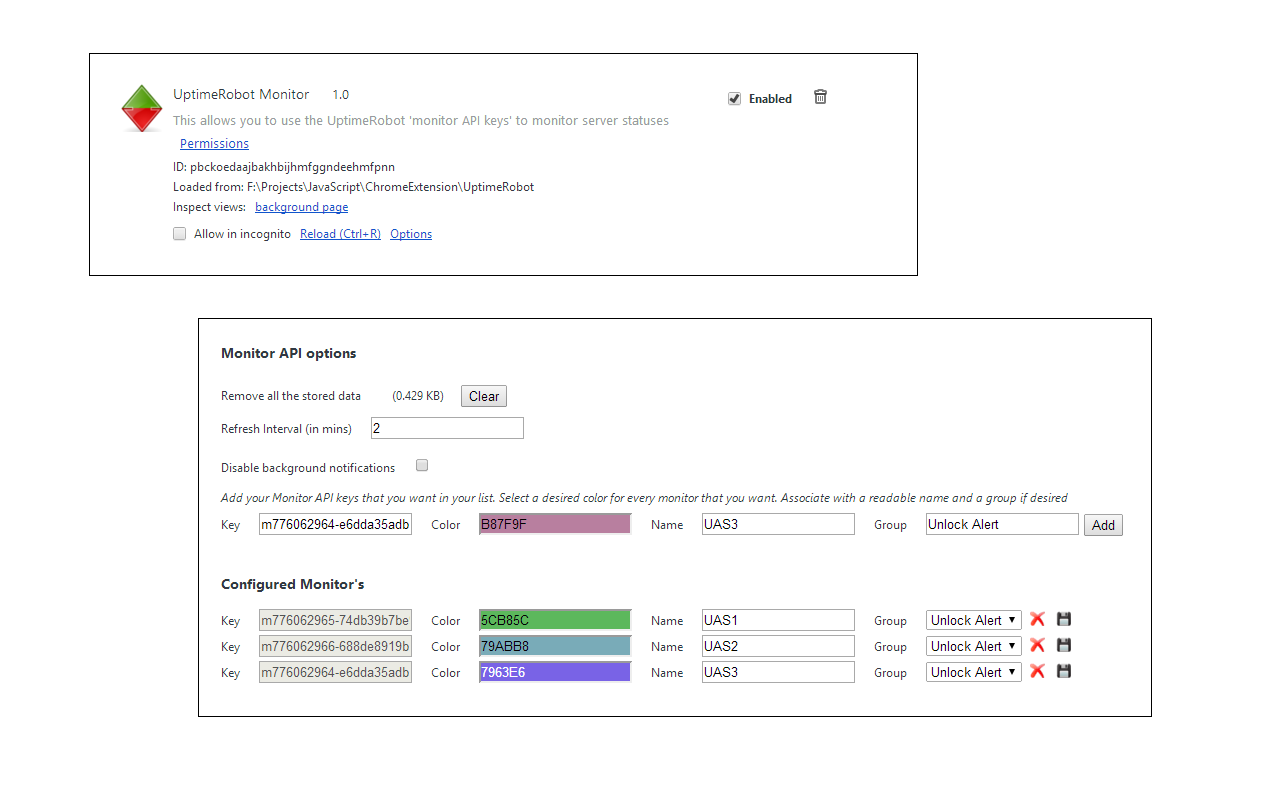 UptimeRobot Monitor 1.0 Enabled
This allows you to use the UptimeRobot 'monitor API keys' to monitor server statuses
Permissions
ID: pbckoedaajbakhbijhmfggndeehmfpnn
Loaded from: F:\Projects\JavaScript\ChromeExtension\UptimeRobot
Inspect views: background page
Allow in incognito Reload (Ctrl+R) Options
Monitor API options
Remove all the stored data (0.429 KB) Clear
Refresh Interval (in mins) 2
Disable background notifications
Add your Monitor API keys that you want in your list. Select a desired color for every monitor that you want. Associate with a readable name and a group if desired
Key m776062964-e6dda35adb Color B87F9F Name UAS3 Group Unlock Alert Add
Configured Monitor's
Key m776062965-74db39b7be Color 5CB85C Name UAS1 Group Unlock Alert
Key m776062966-688de8919b Color 79ABB8 Name UAS2 Group Unlock Alert
Key m776062964-e6dda35adb Color 7963E6 Name UAS3 Group Unlock Alert